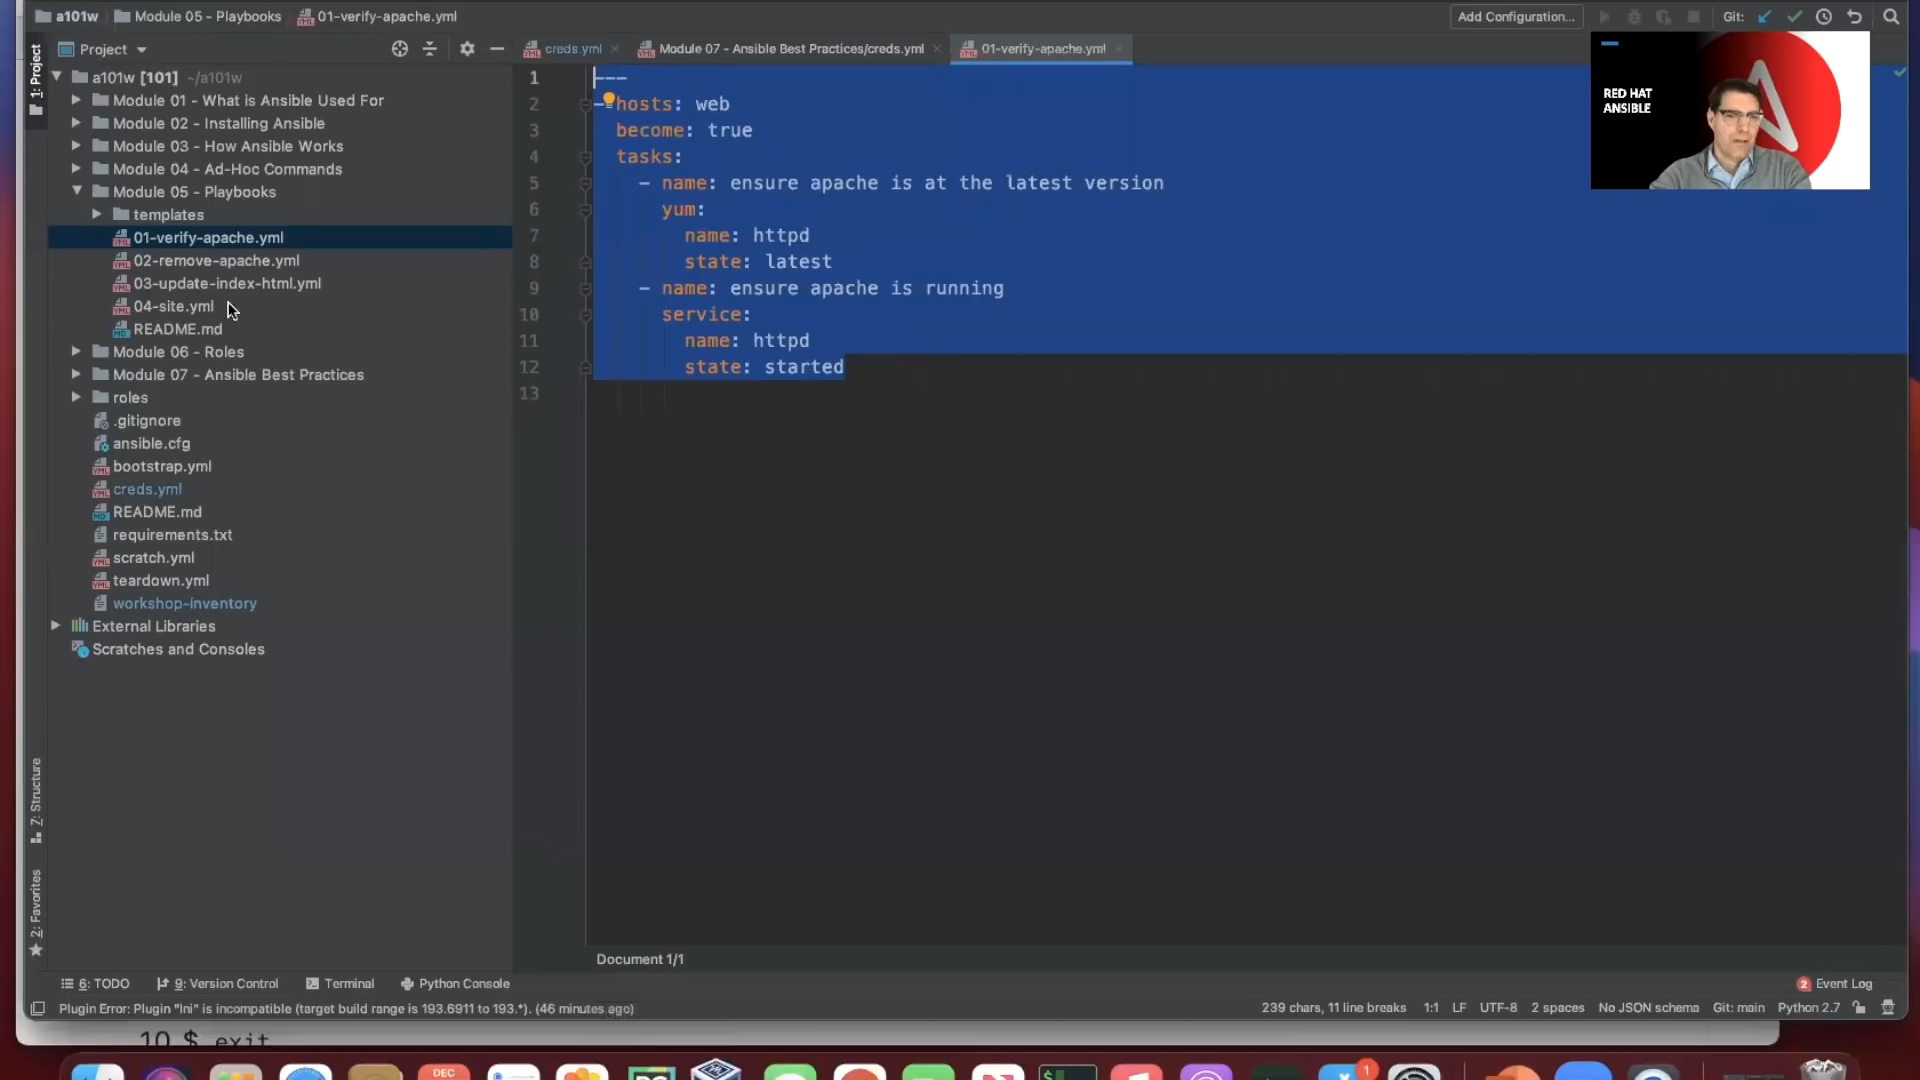 a101w Module 05 - Playbooks 01-verify-apache.yml
Add Configuration... Git:
Project
creds.yml Module 07 - Ansible Best Practices/creds.yml 01-verify-apache.yml
1: Project
a101w [101] ~/a101w
Module 01 - What is Ansible Used For
Module 02 - Installing Ansible
Module 03 - How Ansible Works
Module 04 - Ad-Hoc Commands
Module 05 - Playbooks
templates
01-verify-apache.yml
02-remove-apache.yml
03-update-index-html.yml
04-site.yml
README.md
Module 06 - Roles
Module 07 - Ansible Best Practices
roles
.gitignore
ansible.cfg
bootstrap.yml
creds.yml
README.md
requirements.txt
scratch.yml
teardown.yml
workshop-inventory
External Libraries
Scratches and Consoles
7: Structure
2: Favorites
1 ---
2 - hosts: web
3 become: true
4 tasks:
5 - name: ensure apache is at the latest version
6 yum:
7 name: httpd
8 state: latest
9 - name: ensure apache is running
10 service:
11 name: httpd
12 state: started
13
RED HAT
ANSIBLE
Document 1/1
6: TODO 9: Version Control Terminal Python Console 2 Event Log
Plugin Error: Plugin "Ini" is incompatible (target build range is 193.6911 to 193.*). (46 minutes ago) 239 chars, 11 line breaks 1:1 LF UTF-8 2 spaces No JSON schema Git: main Python 2.7
10 $ exit
DEC
1